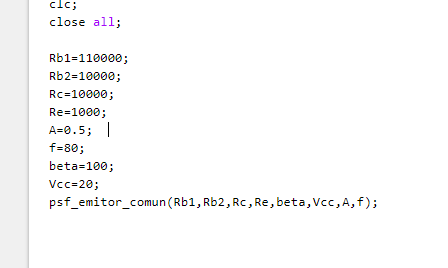 clc;
close all;
Rb1=110000;
Rb2=10000;
Rc=10000;
Re=1000;
A=0.5;
f=80;
beta=100;
Vcc=20;
psf_emitor_comun(Rb1,Rb2,Rc,Re,beta,Vcc,A,f);